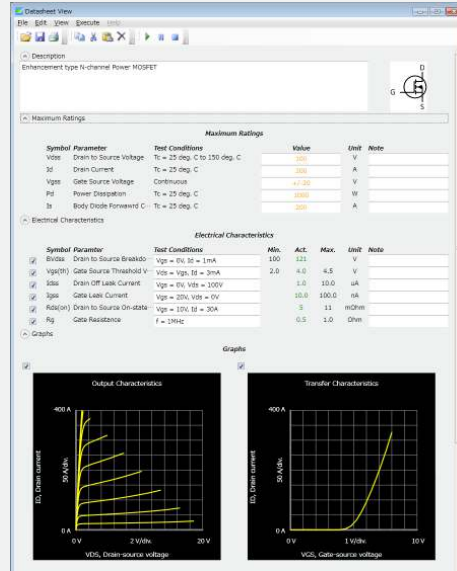 Datasheet View
File Edit View Execute Help
Description
Enhancement type N-channel Power MOSFET
D
G
S
Maximum Ratings
Maximum Ratings
Symbol Parameter Test Conditions Value Unit Note
Vdss Drain to Source Voltage Tc = 25 deg. C to 150 deg. C 100 V
Id Drain Current Tc = 25 deg. C 200 A
Vgss Gate Source Voltage Continuous +/- 20 V
Pd Power Dissipation Tc = 25 deg. C 1000 W
Is Body Diode Forwawrd C··· Tc = 25 deg. C 200 A
Electrical Characteristics
Electrical Characteristics
Symbol Paramter Test Conditions Min. Act. Max. Unit Note
BVdss Drain to Source Breakdo··· Vgs = 0V, Id = 1mA 100 121 V
Vgs(th) Gate Source Threshold V··· Vds = Vgs, Id = 3mA 2.0 4.0 4.5 V
Idss Drain Off Leak Current Vgs = 0V, Vds = 100V 1.0 10.0 uA
Igss Gate Leak Current Vgs = 20V, Vds = 0V 10.0 100.0 nA
Rds(on) Drain to Source On-state··· Vgs = 10V, Id = 30A 5 11 mOhm
Rg Gate Resistance f = 1MHz 0.5 1.0 Ohm
Graphs
Graphs
Output Characteristics
400 A
ID, Drain current
50 A/div.
0 A
0 V 2 V/div. 20 V
VDS, Drain-source voltage
Transfer Characteristics
400 A
ID, Drain current
50 A/div.
0 A
0 V 1 V/div. 10 V
VGS, Gate-source voltage